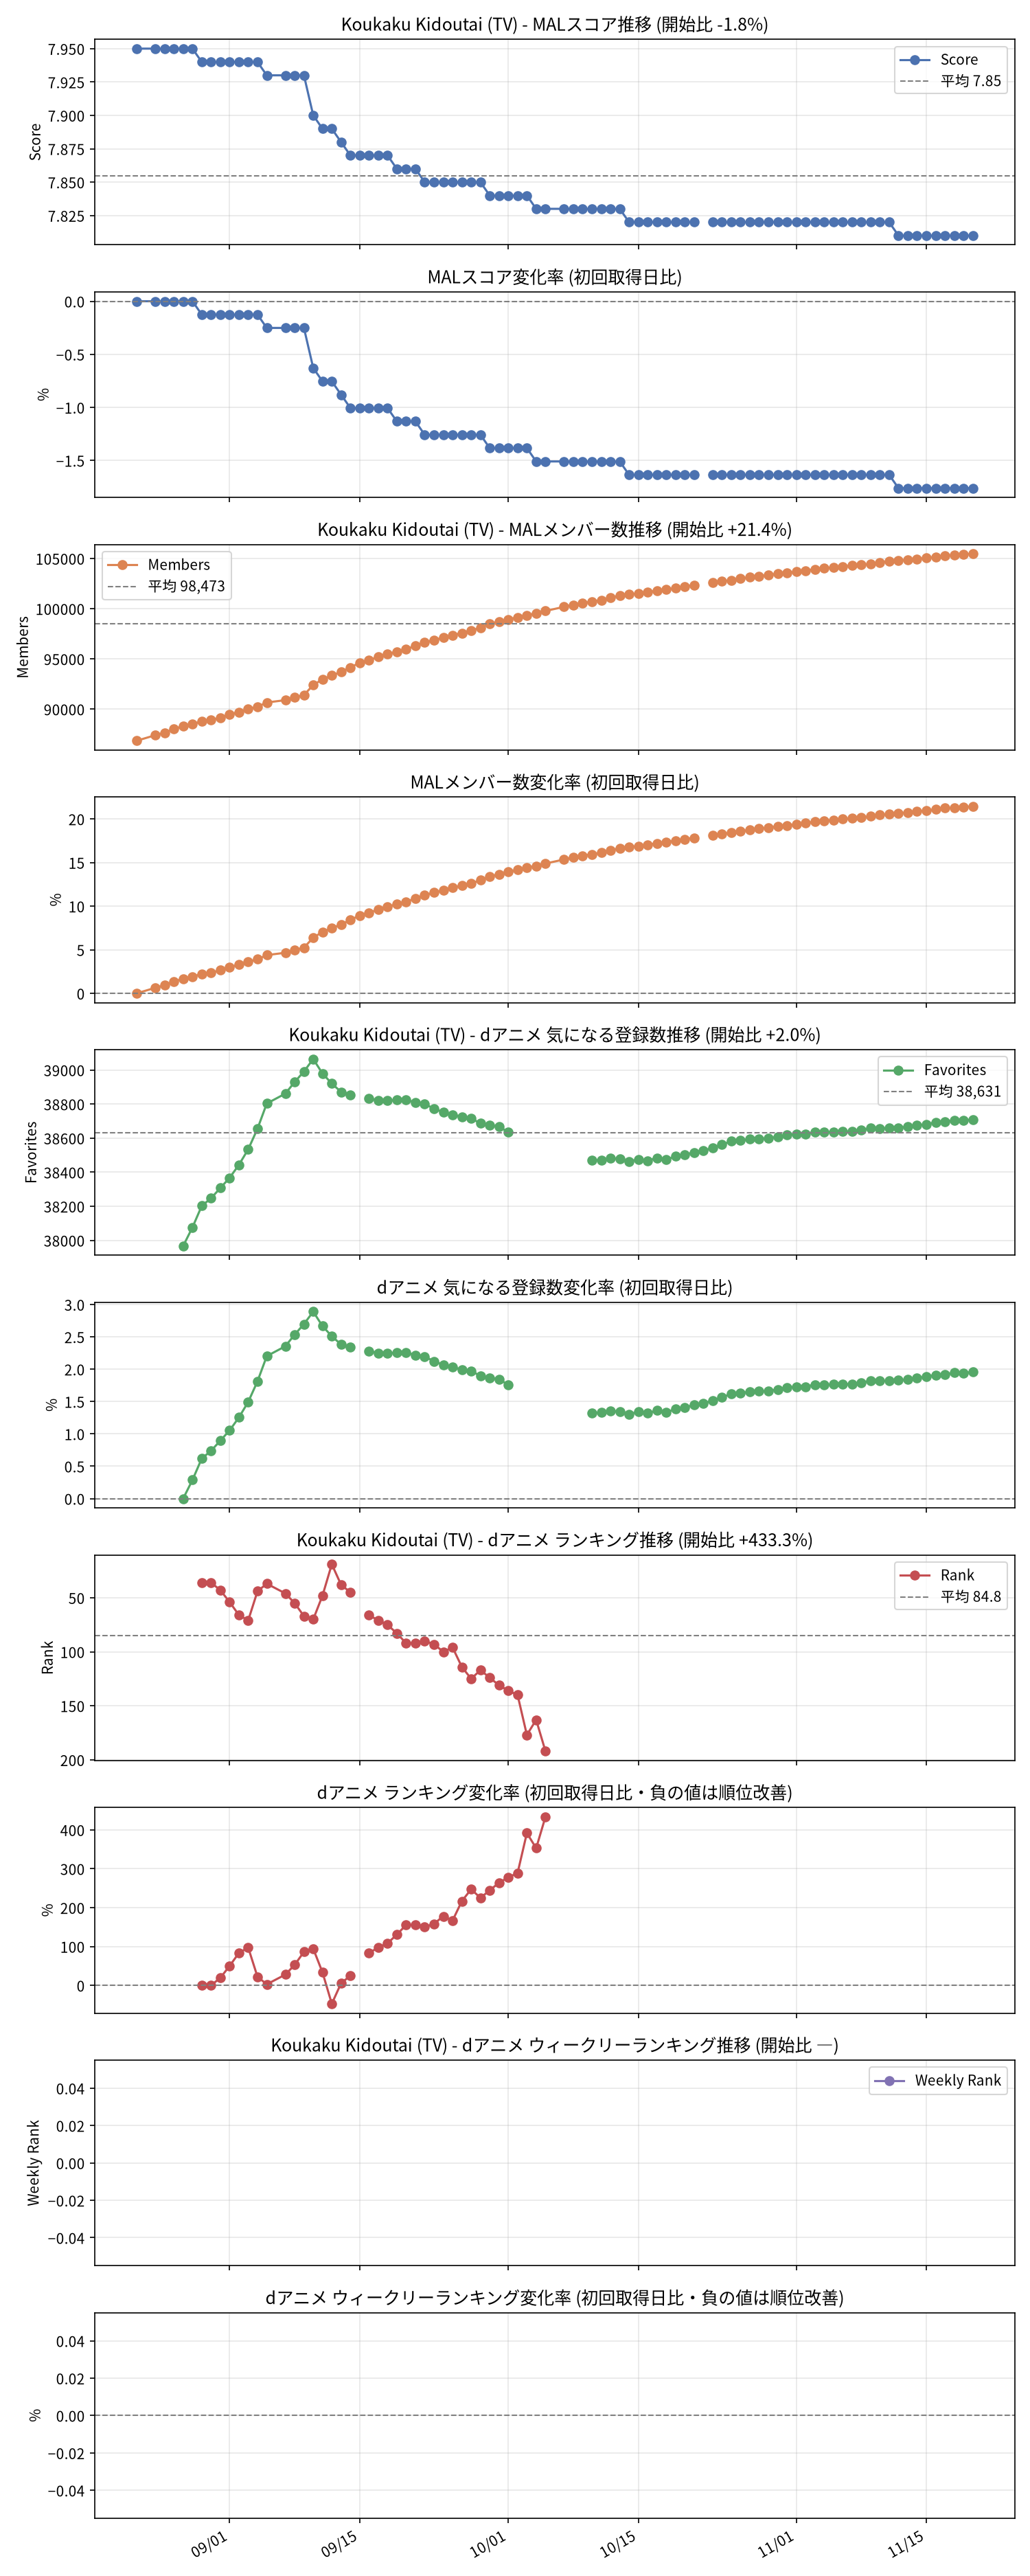 Koukaku Kidoutai (TV) - MALスコア推移 (開始比 -1.8%)
7.950
7.925
7.900
7.875
7.850
7.825
Score
Score
平均 7.85
MALスコア変化率 (初回取得日比)
0.0
−0.5
−1.0
−1.5
%
Koukaku Kidoutai (TV) - MALメンバー数推移 (開始比 +21.4%)
105000
100000
95000
90000
Members
Members
平均 98,473
MALメンバー数変化率 (初回取得日比)
20
15
10
5
0
%
Koukaku Kidoutai (TV) - dアニメ 気になる登録数推移 (開始比 +2.0%)
39000
38800
38600
38400
38200
38000
Favorites
Favorites
平均 38,631
dアニメ 気になる登録数変化率 (初回取得日比)
3.0
2.5
2.0
1.5
1.0
0.5
0.0
%
Koukaku Kidoutai (TV) - dアニメ ランキング推移 (開始比 +433.3%)
50
100
150
200
Rank
Rank
平均 84.8
dアニメ ランキング変化率 (初回取得日比・負の値は順位改善)
400
300
200
100
0
%
Koukaku Kidoutai (TV) - dアニメ ウィークリーランキング推移 (開始比 —)
0.04
0.02
0.00
−0.02
−0.04
Weekly Rank
Weekly Rank
dアニメ ウィークリーランキング変化率 (初回取得日比・負の値は順位改善)
0.04
0.02
0.00
−0.02
−0.04
%
09/01
09/15
10/01
10/15
11/01
11/15